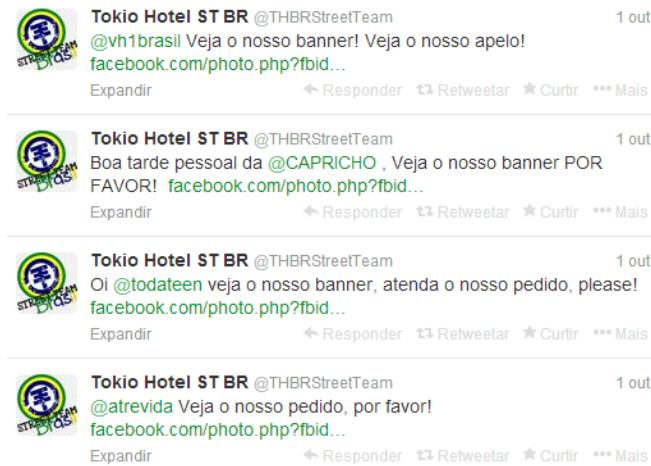 Tokio Hotel ST BR @THBRStreetTeam 1 out
@vh1brasil Veja o nosso banner! Veja o nosso apelo!
facebook.com/photo.php?fbid...
Expandir Responder Retweetar Curtir Mais
Tokio Hotel ST BR @THBRStreetTeam 1 out
Boa tarde pessoal da @CAPRICHO , Veja o nosso banner POR
FAVOR! facebook.com/photo.php?fbid...
Expandir Responder Retweetar Curtir Mais
Tokio Hotel ST BR @THBRStreetTeam 1 out
Oi @todateen veja o nosso banner, atenda o nosso pedido, please!
facebook.com/photo.php?fbid...
Expandir Responder Retweetar Curtir Mais
Tokio Hotel ST BR @THBRStreetTeam 1 out
@atrevida Veja o nosso pedido, por favor!
facebook.com/photo.php?fbid...
Expandir Responder Retweetar Curtir Mais